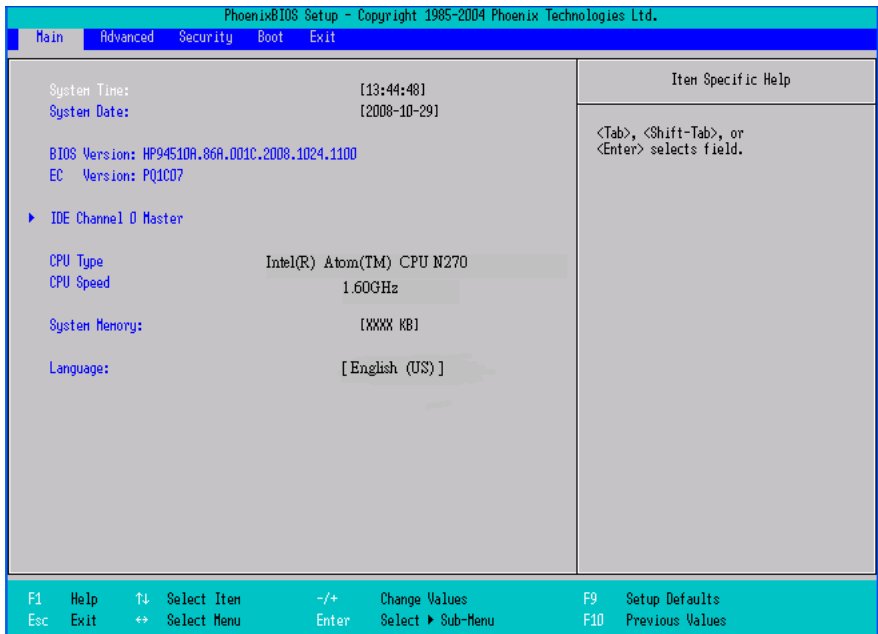 PhoenixBIOS Setup - Copyright 1985-2004 Phoenix Technologies Ltd.
Main Advanced Security Boot Exit
Item Specific Help
System Time: [13:44:48]
System Date: [2008-10-29]
<Tab>, <Shift-Tab>, or
<Enter> selects field.
BIOS Version: HP94510A.86A.001C.2008.1024.1100
EC Version: PQ1C07
IDE Channel 0 Master
CPU Type Intel(R) Atom(TM) CPU N270
CPU Speed 1.60GHz
System Memory: [XXXX KB]
Language: [English (US)]
F1 Help ↑↓ Select Item -/+ Change Values F9 Setup Defaults
Esc Exit ↔ Select Menu Enter Select ▶ Sub-Menu F10 Previous Values